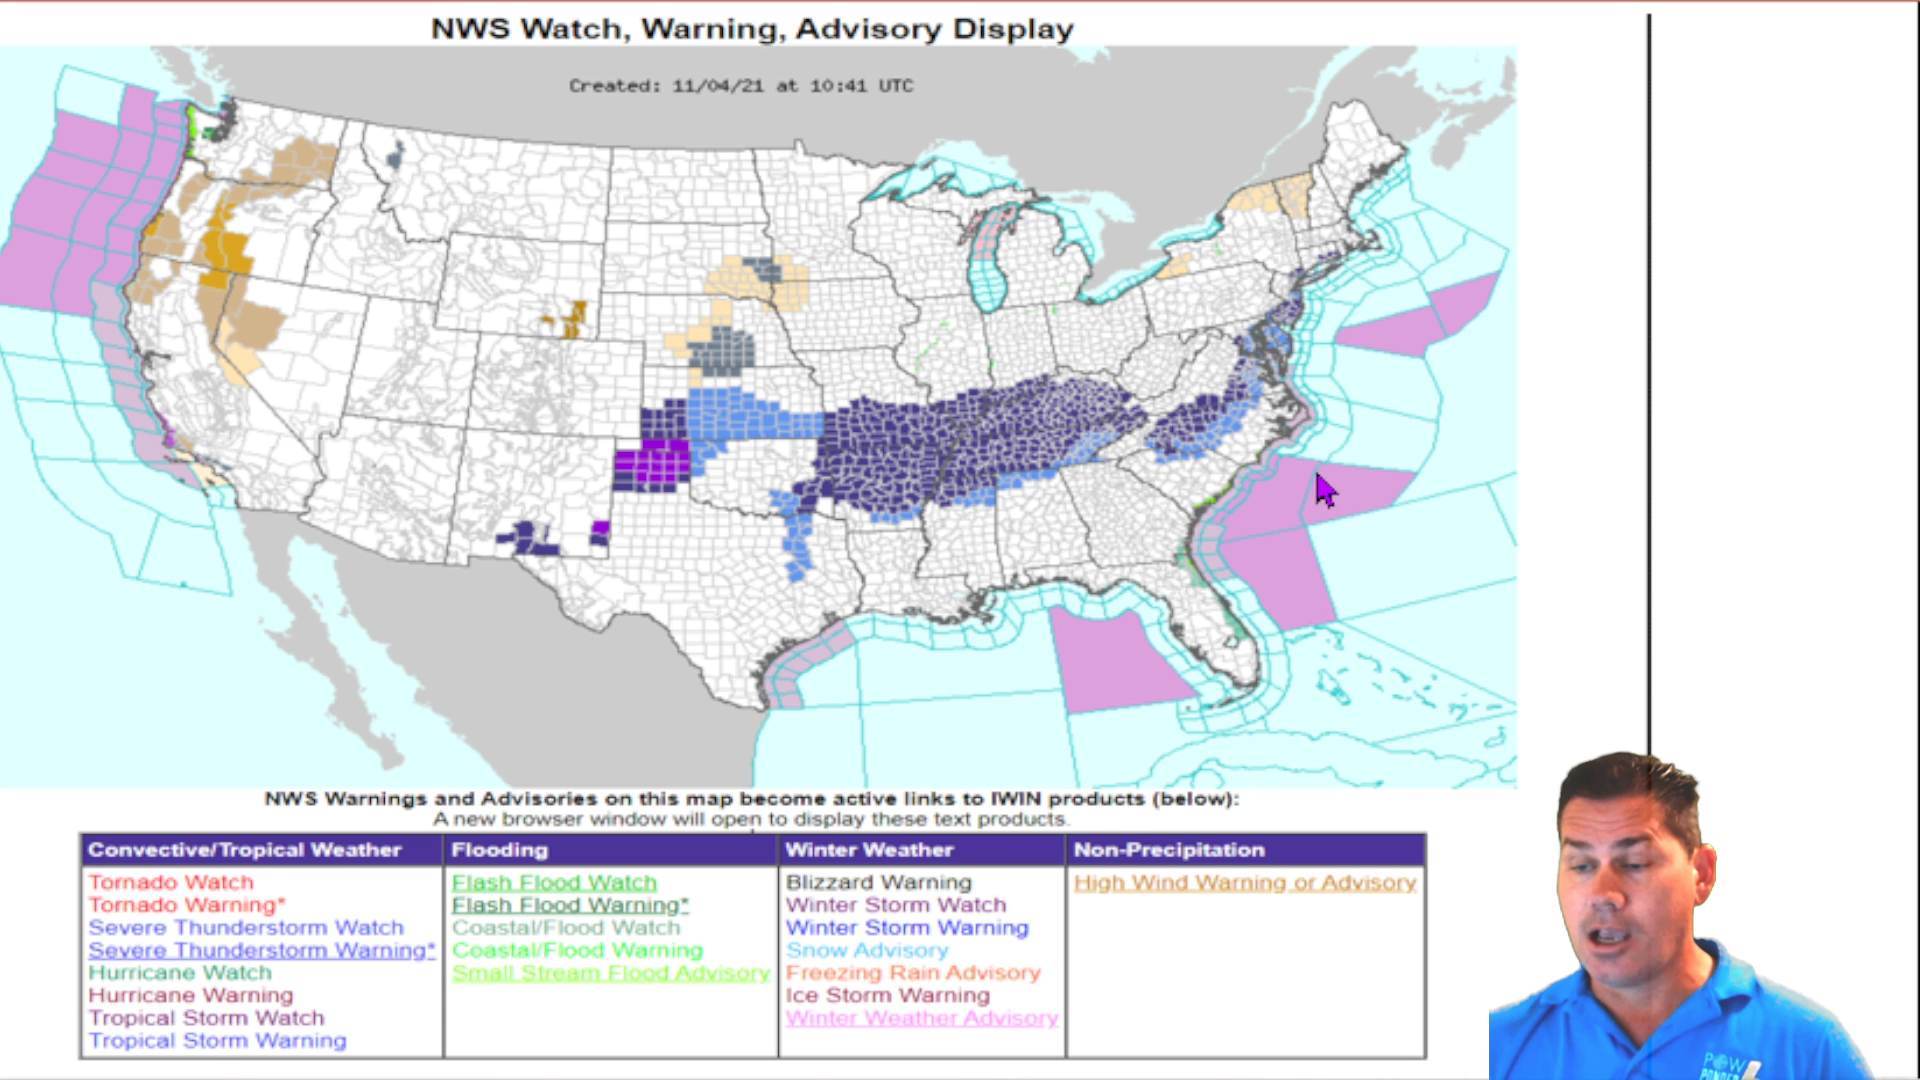 NWS Watch, Warning, Advisory Display
Created: 11/04/21 at 10:41 UTC
NWS Warnings and Advisories on this map become active links to IWIN products (below):
A new browser window will open to display these text products.
Convective/Tropical Weather
Tornado Watch
Tornado Warning*
Severe Thunderstorm Watch
Severe Thunderstorm Warning*
Hurricane Watch
Hurricane Warning
Tropical Storm Watch
Tropical Storm Warning
Flooding
Flash Flood Watch
Flash Flood Warning*
Coastal/Flood Watch
Coastal/Flood Warning
Small Stream Flood Advisory
Winter Weather
Blizzard Warning
Winter Storm Watch
Winter Storm Warning
Snow Advisory
Freezing Rain Advisory
Ice Storm Warning
Winter Weather Advisory
Non-Precipitation
High Wind Warning or Advisory
POW
PONDER